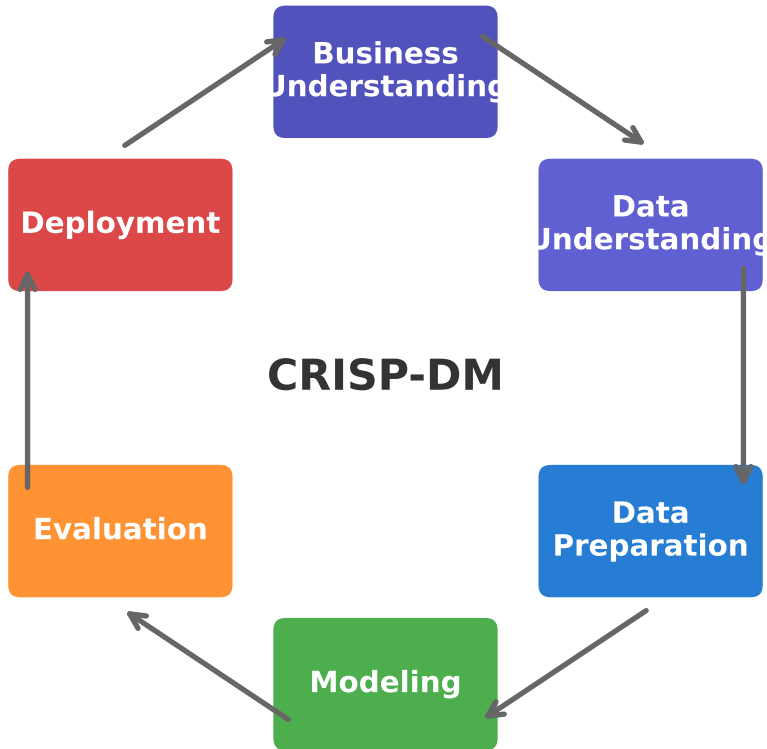 Business
Understanding
Data
Understanding
Deployment
CRISP-DM
Data
Preparation
Evaluation
Modeling